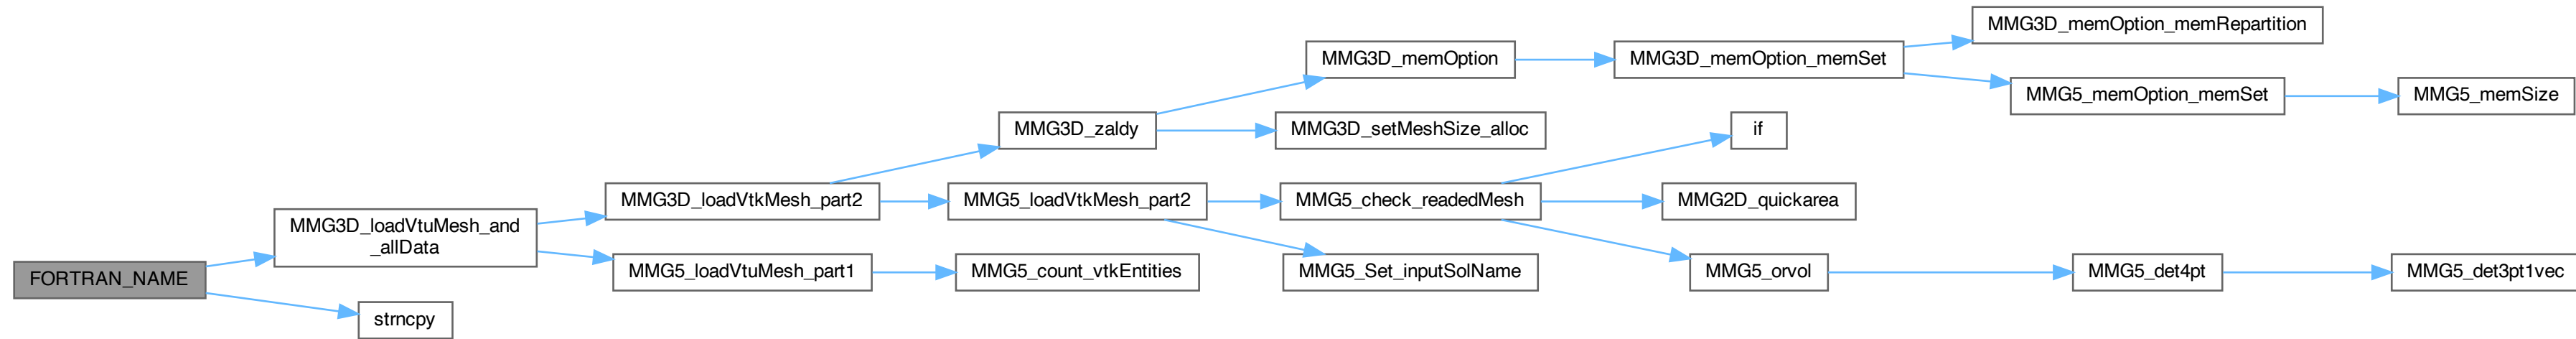 MMG3D_memOption_memRepartition
MMG3D_memOption
MMG3D_memOption_memSet
MMG5_memOption_memSet
MMG5_memSize
MMG3D_zaldy
MMG3D_setMeshSize_alloc
if
MMG3D_loadVtkMesh_part2
MMG5_loadVtkMesh_part2
MMG5_check_readedMesh
MMG2D_quickarea
MMG3D_loadVtuMesh_and
_allData
FORTRAN_NAME
MMG5_loadVtuMesh_part1
MMG5_count_vtkEntities
MMG5_Set_inputSolName
MMG5_orvol
MMG5_det4pt
MMG5_det3pt1vec
strncpy